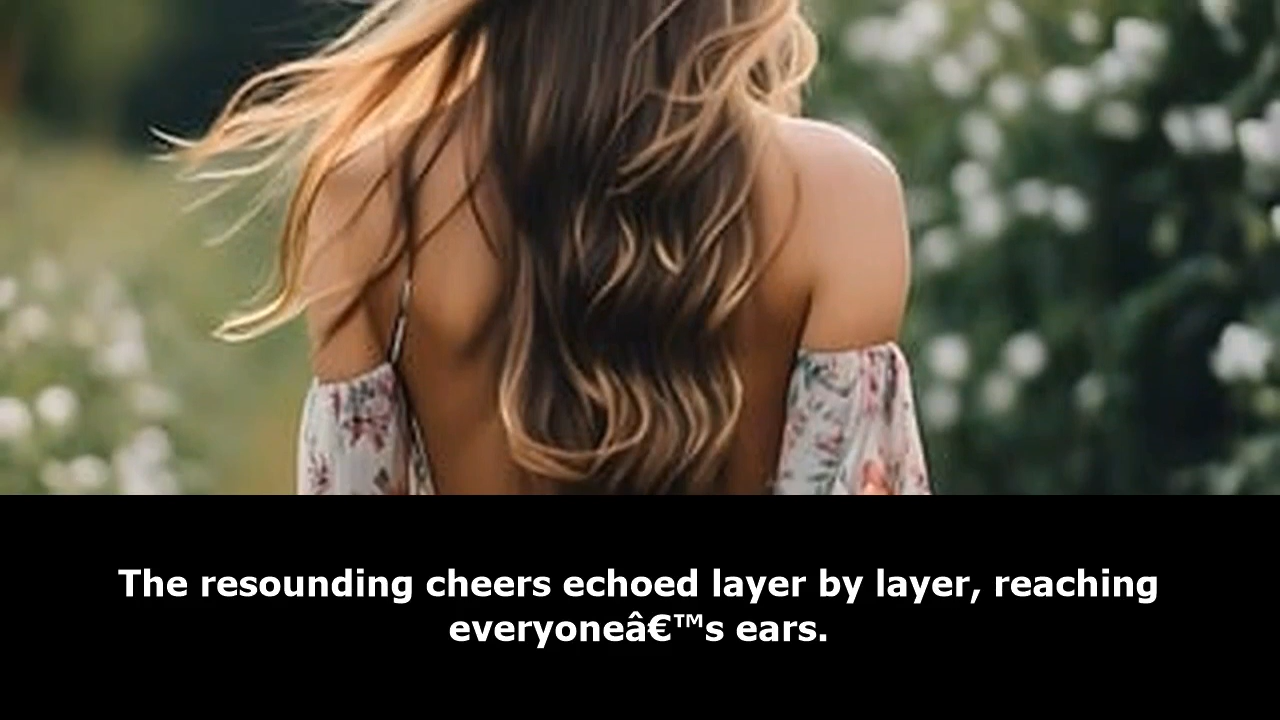 The resounding cheers echoed layer by layer, reaching
everyoneâ€™s ears.